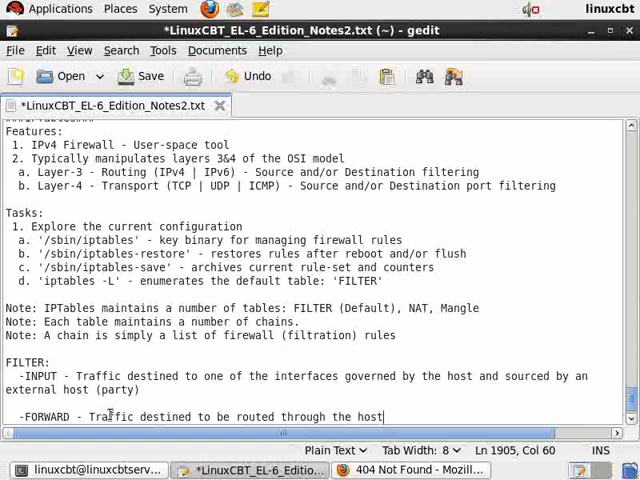 Applications Places System linuxcbt
*LinuxCBT_EL-6_Edition_Notes2.txt (~) - gedit
File Edit View Search Tools Documents Help
Open Save Undo
*LinuxCBT_EL-6_Edition_Notes2.txt
Features:
1. IPv4 Firewall - User-space tool
2. Typically manipulates layers 3&4 of the OSI model
a. Layer-3 - Routing (IPv4 | IPv6) - Source and/or Destination filtering
b. Layer-4 - Transport (TCP | UDP | ICMP) - Source and/or Destination port filtering
Tasks:
1. Explore the current configuration
a. '/sbin/iptables' - key binary for managing firewall rules
b. '/sbin/iptables-restore' - restores rules after reboot and/or flush
c. '/sbin/iptables-save' - archives current rule-set and counters
d. 'iptables -L' - enumerates the default table: 'FILTER'
Note: IPTables maintains a number of tables: FILTER (Default), NAT, Mangle
Note: Each table maintains a number of chains.
Note: A chain is simply a list of firewall (filtration) rules
FILTER:
-INPUT - Traffic destined to one of the interfaces governed by the host and sourced by an
external host (party)
-FORWARD - Traffic destined to be routed through the host
Plain Text Tab Width: 8 Ln 1905, Col 60 INS
linuxcbt@linuxcbtserv... *LinuxCBT_EL-6_Editio... 404 Not Found - Mozill...